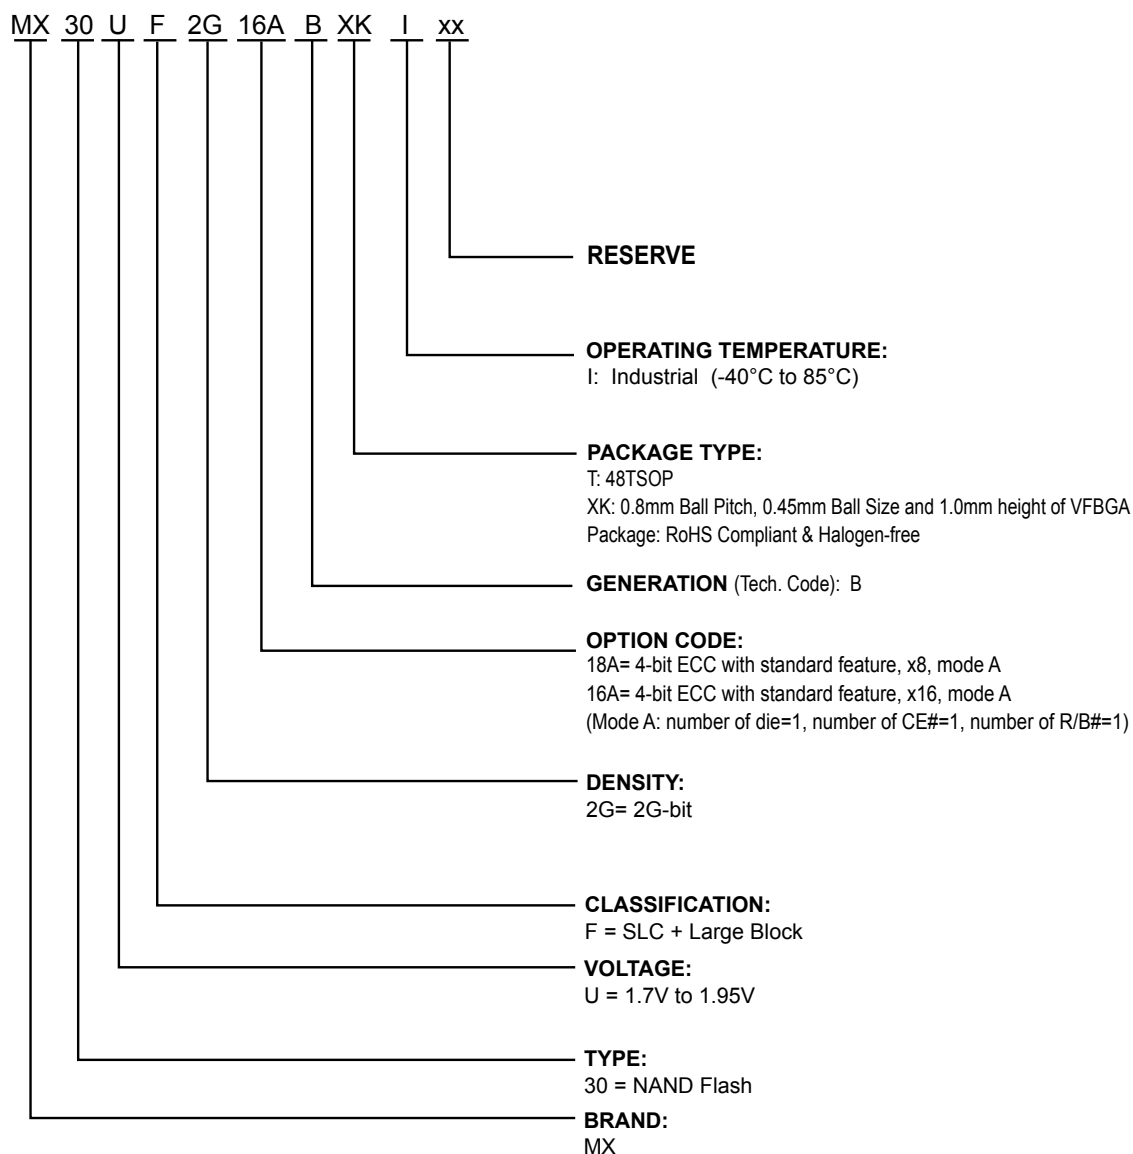 MX 30 U F 2G 16A B XK I xx
RESERVE
OPERATING TEMPERATURE:
I: Industrial (-40°C to 85°C)
PACKAGE TYPE:
T: 48TSOP
XK: 0.8mm Ball Pitch, 0.45mm Ball Size and 1.0mm height of VFBGA
Package: RoHS Compliant & Halogen-free
GENERATION (Tech. Code): B
OPTION CODE:
18A= 4-bit ECC with standard feature, x8, mode A
16A= 4-bit ECC with standard feature, x16, mode A
(Mode A: number of die=1, number of CE#=1, number of R/B#=1)
DENSITY:
2G= 2G-bit
CLASSIFICATION:
F = SLC + Large Block
VOLTAGE:
U = 1.7V to 1.95V
TYPE:
30 = NAND Flash
BRAND:
MX